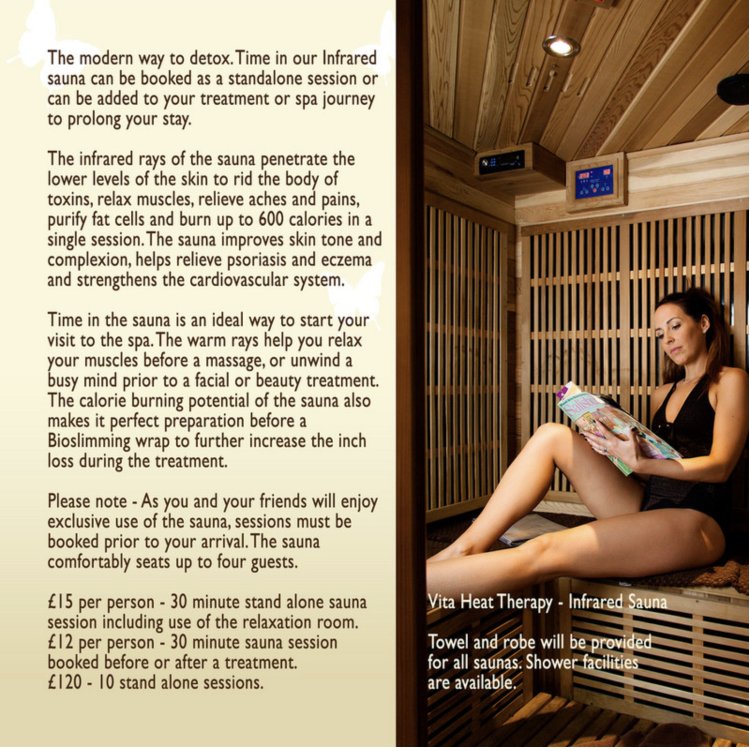 The modern way to detox. Time in our Infrared
sauna can be booked as a standalone session or
can be added to your treatment or spa journey
to prolong your stay.
The infrared rays of the sauna penetrate the
lower levels of the skin to rid the body of
toxins, relax muscles, relieve aches and pains,
purify fat cells and burn up to 600 calories in a
single session. The sauna improves skin tone and
complexion, helps relieve psoriasis and eczema
and strengthens the cardiovascular system.
Time in the sauna is an ideal way to start your
visit to the spa. The warm rays help you relax
your muscles before a massage, or unwind a
busy mind prior to a facial or beauty treatment.
The calorie burning potential of the sauna also
makes it perfect preparation before a
Bioslimming wrap to further increase the inch
loss during the treatment.
Please note - As you and your friends will enjoy
exclusive use of the sauna, sessions must be
booked prior to your arrival. The sauna
comfortably seats up to four guests.
£15 per person - 30 minute stand alone sauna
session including use of the relaxation room.
£12 per person - 30 minute sauna session
booked before or after a treatment.
£120 - 10 stand alone sessions.
Vita Heat Therapy - Infrared Sauna
Towel and robe will be provided
for all saunas. Shower facilities
are available.